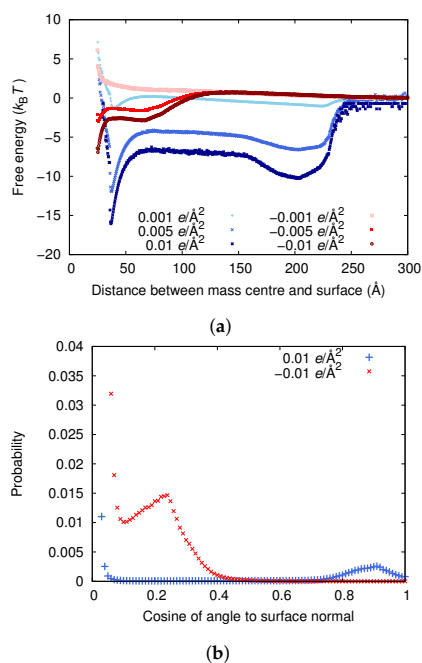 10
5
0
−5
−10
−15
−20
Free energy (kBT)
0.001 e/Å2
0.005 e/Å2
0.01 e/Å2
−0.001 e/Å2
−0.005 e/Å2
−0.01 e/Å2
0 50 100 150 200 250 300
Distance between mass centre and surface (Å)
(a)
0.04
0.035
0.03
0.025
0.02
0.015
0.01
0.005
0
Probability
0.01 e/Å2
−0.01 e/Å2
0 0.2 0.4 0.6 0.8 1
Cosine of angle to surface normal
(b)